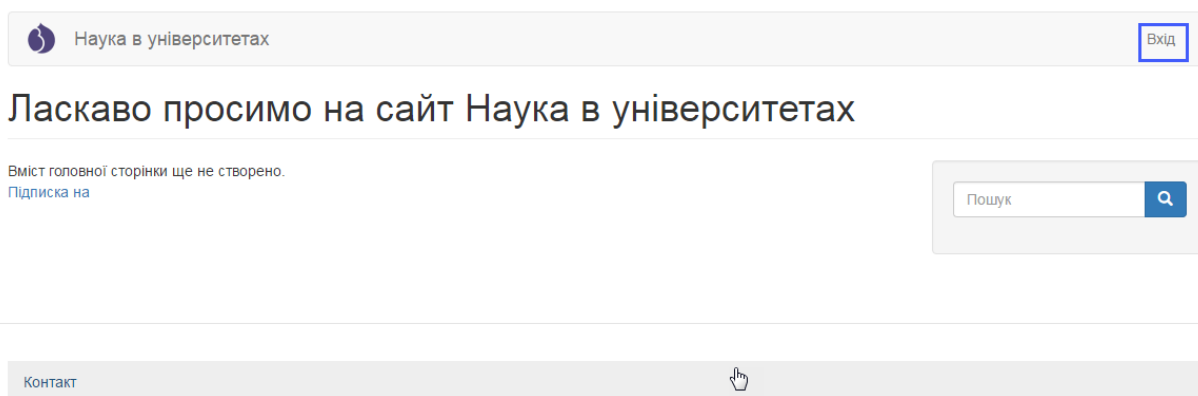 Наука в університетах
Вхід
Ласкаво просимо на сайт Наука в університетах
Вміст головної сторінки ще не створено.
Підписка на
Пошук
Контакт